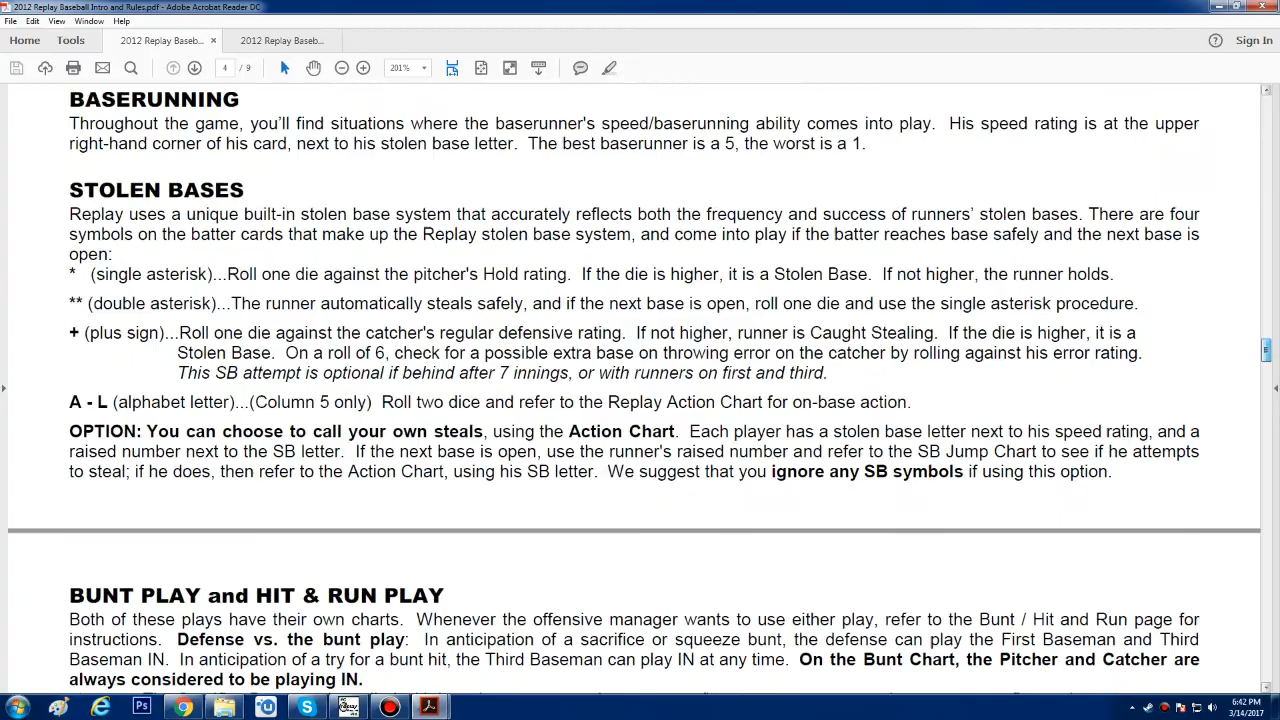 2012 Replay Baseball Intro and Rules.pdf - Adobe Acrobat Reader DC
File Edit View Window Help
Home Tools 2012 Replay Baseb... × 2012 Replay Baseb... Sign In
4 / 9 201%
BASERUNNING
Throughout the game, you'll find situations where the baserunner's speed/baserunning ability comes into play. His speed rating is at the upper
right-hand corner of his card, next to his stolen base letter. The best baserunner is a 5, the worst is a 1.
STOLEN BASES
Replay uses a unique built-in stolen base system that accurately reflects both the frequency and success of runners' stolen bases. There are four
symbols on the batter cards that make up the Replay stolen base system, and come into play if the batter reaches base safely and the next base is
open:
* (single asterisk)...Roll one die against the pitcher's Hold rating. If the die is higher, it is a Stolen Base. If not higher, the runner holds.
** (double asterisk)...The runner automatically steals safely, and if the next base is open, roll one die and use the single asterisk procedure.
+ (plus sign)...Roll one die against the catcher's regular defensive rating. If not higher, runner is Caught Stealing. If the die is higher, it is a
Stolen Base. On a roll of 6, check for a possible extra base on throwing error on the catcher by rolling against his error rating.
This SB attempt is optional if behind after 7 innings, or with runners on first and third.
A - L (alphabet letter)...(Column 5 only) Roll two dice and refer to the Replay Action Chart for on-base action.
OPTION: You can choose to call your own steals, using the Action Chart. Each player has a stolen base letter next to his speed rating, and a
raised number next to the SB letter. If the next base is open, use the runner's raised number and refer to the SB Jump Chart to see if he attempts
to steal; if he does, then refer to the Action Chart, using his SB letter. We suggest that you ignore any SB symbols if using this option.
BUNT PLAY and HIT & RUN PLAY
Both of these plays have their own charts. Whenever the offensive manager wants to use either play, refer to the Bunt / Hit and Run page for
instructions. Defense vs. the bunt play: In anticipation of a sacrifice or squeeze bunt, the defense can play the First Baseman and Third
Baseman IN. In anticipation of a try for a bunt hit, the Third Baseman can play IN at any time. On the Bunt Chart, the Pitcher and Catcher are
always considered to be playing IN.
6:42 PM
3/14/2017